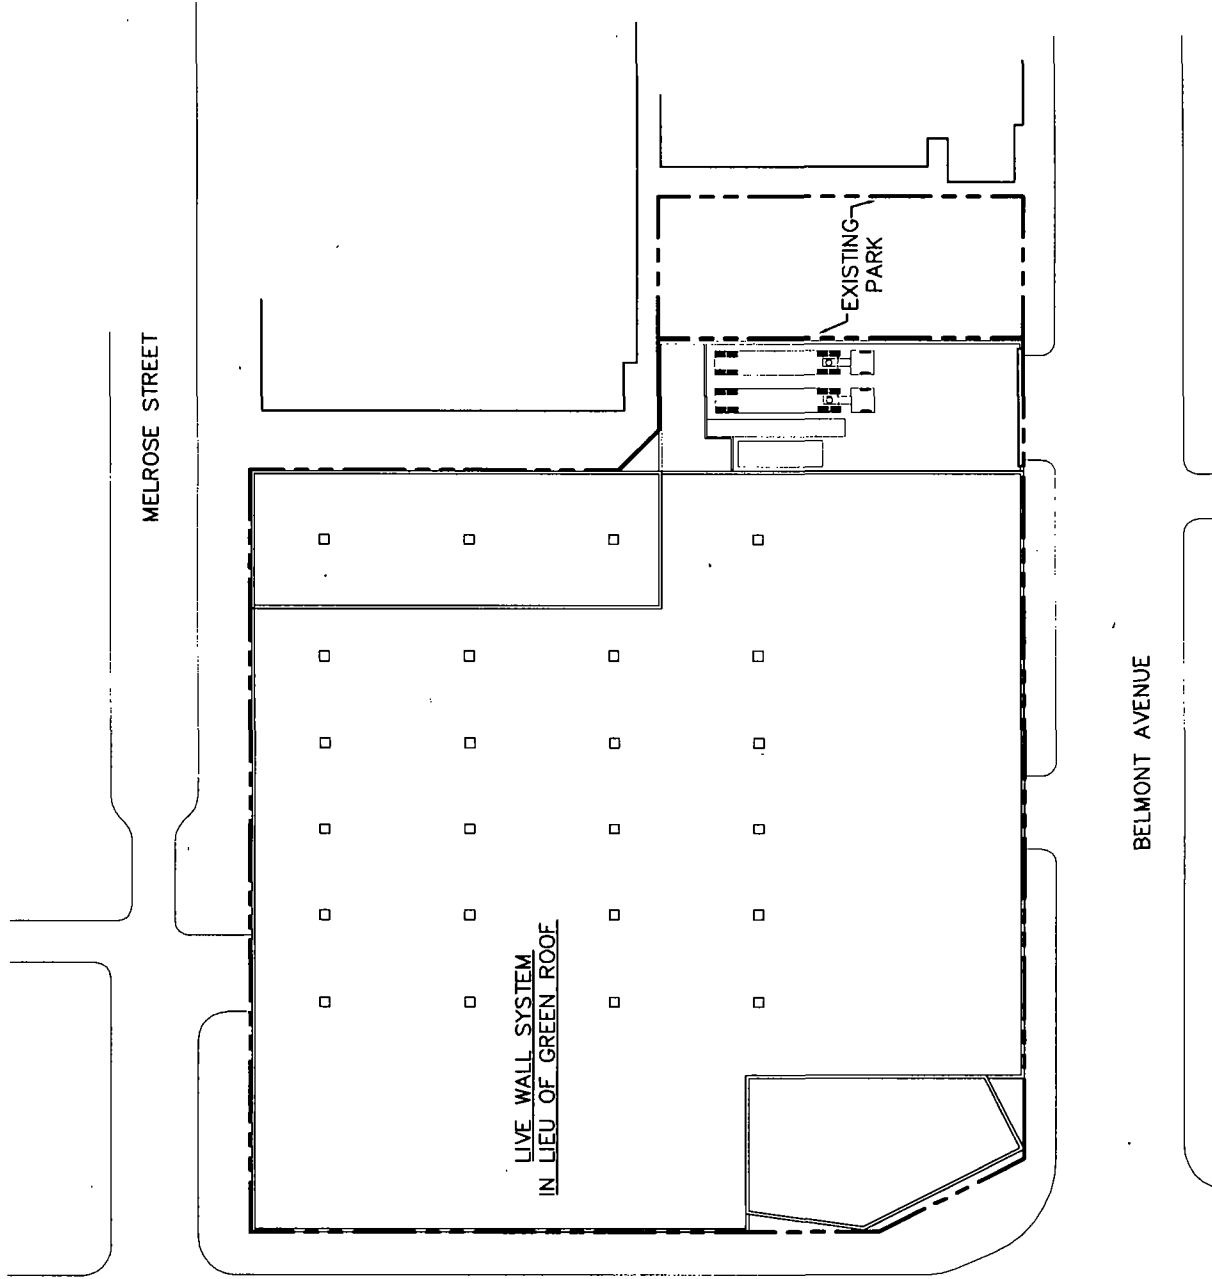 MELROSE STREET
EXISTING
PARK
LIVE WALL SYSTEM
IN LIEU OF GREEN ROOF
BELMONT AVENUE